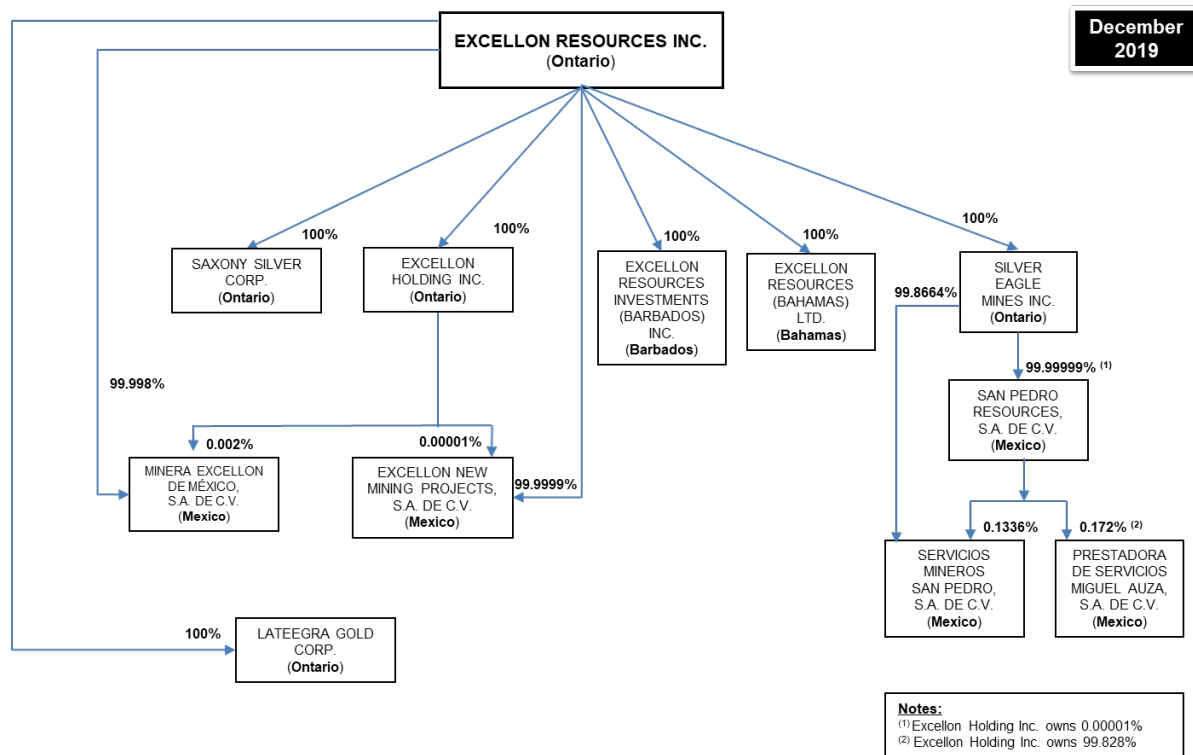 EXCELLON RESOURCES INC.
(Ontario)
December
2019
100%
100%
100%
100%
100%
SAXONY SILVER
CORP.
(Ontario)
EXCELLON
HOLDING INC.
(Ontario)
EXCELLON
RESOURCES
INVESTMENTS
(BARBADOS)
INC.
(Barbados)
EXCELLON
RESOURCES
(BAHAMAS)
LTD.
(Bahamas)
SILVER
EAGLE
MINES INC.
(Ontario)
99.8664%
99.99999% (1)
99.998%
SAN PEDRO
RESOURCES,
S.A. DE C.V.
(Mexico)
0.002%
0.00001%
MINERA EXCELLON
DE MÉXICO,
S.A. DE C.V.
(Mexico)
EXCELLON NEW
MINING PROJECTS,
S.A. DE C.V.
(Mexico)
99.9999%
0.1336%
0.172% (2)
SERVICIOS
MINEROS
SAN PEDRO,
S.A. DE C.V.
(Mexico)
PRESTADORA
DE SERVICIOS
MIGUEL AUZA,
S.A. DE C.V.
(Mexico)
100%
LATEEGRA GOLD
CORP.
(Ontario)
Notes:
(1) Excellon Holding Inc. owns 0.00001%
(2) Excellon Holding Inc. owns 99.828%